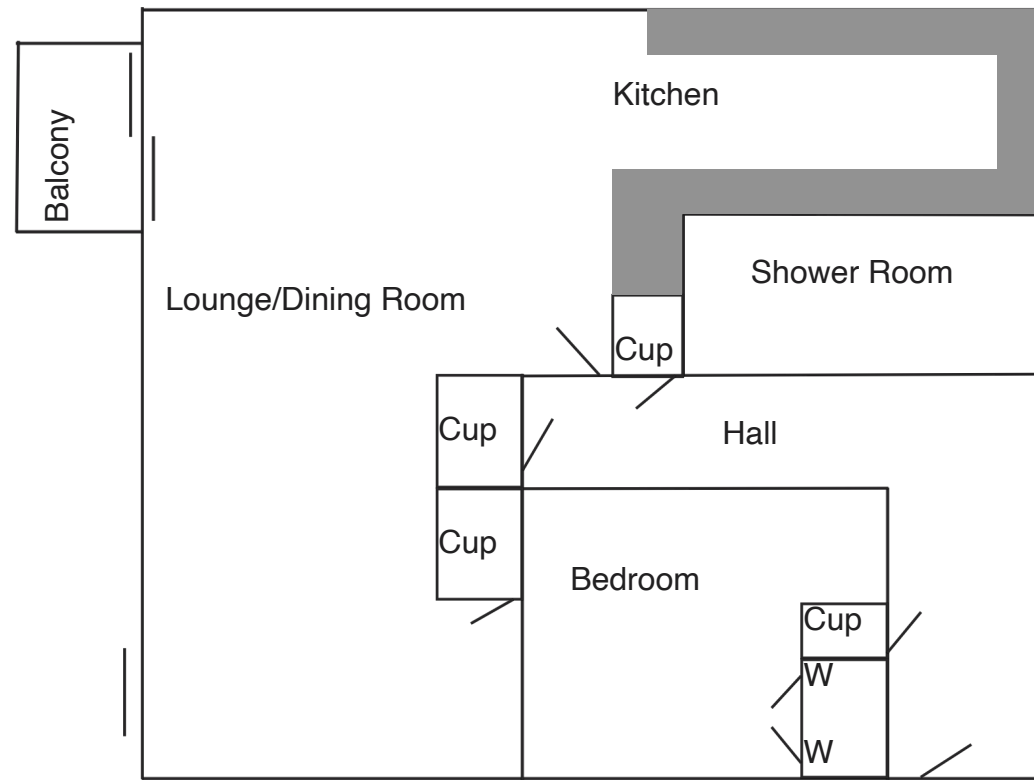 Kitchen
Balcony
Shower Room
Lounge/Dining Room
Cup
Cup
Hall
Cup
Bedroom
Cup
W
W